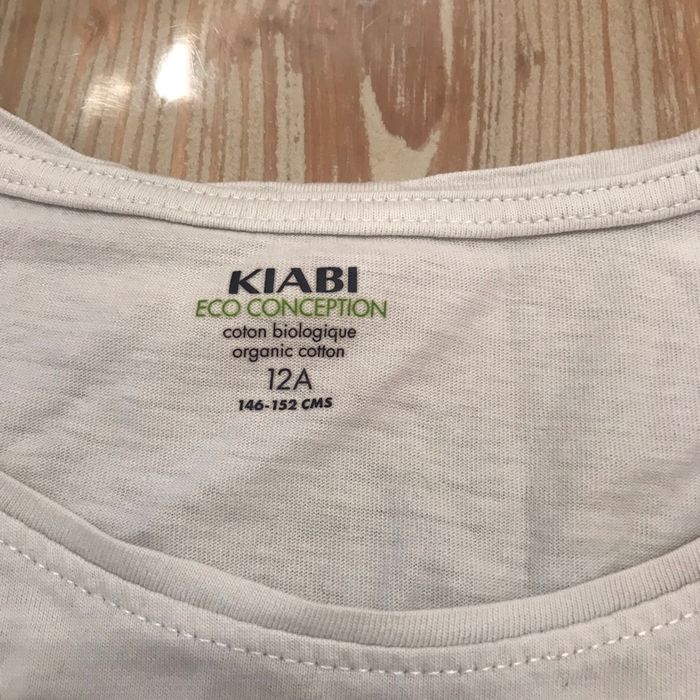 KIABI
ECO CONCEPTION
coton biologique
organic cotton
12A
146-152 CMS